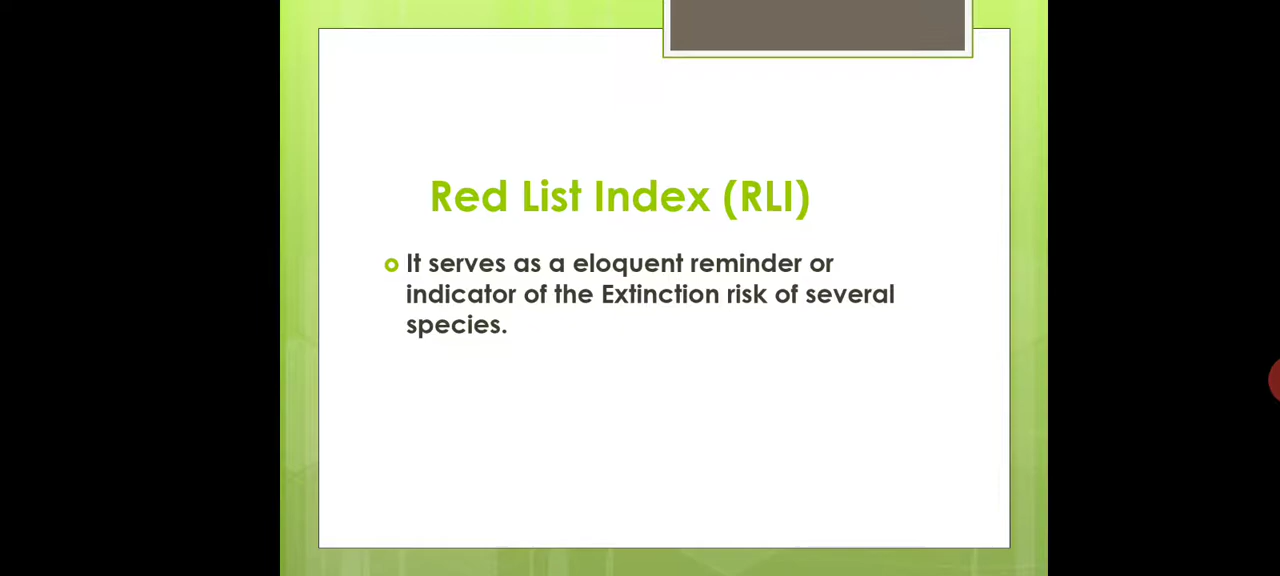 Red List Index (RLI)
It serves as a eloquent reminder or
indicator of the Extinction risk of several
species.